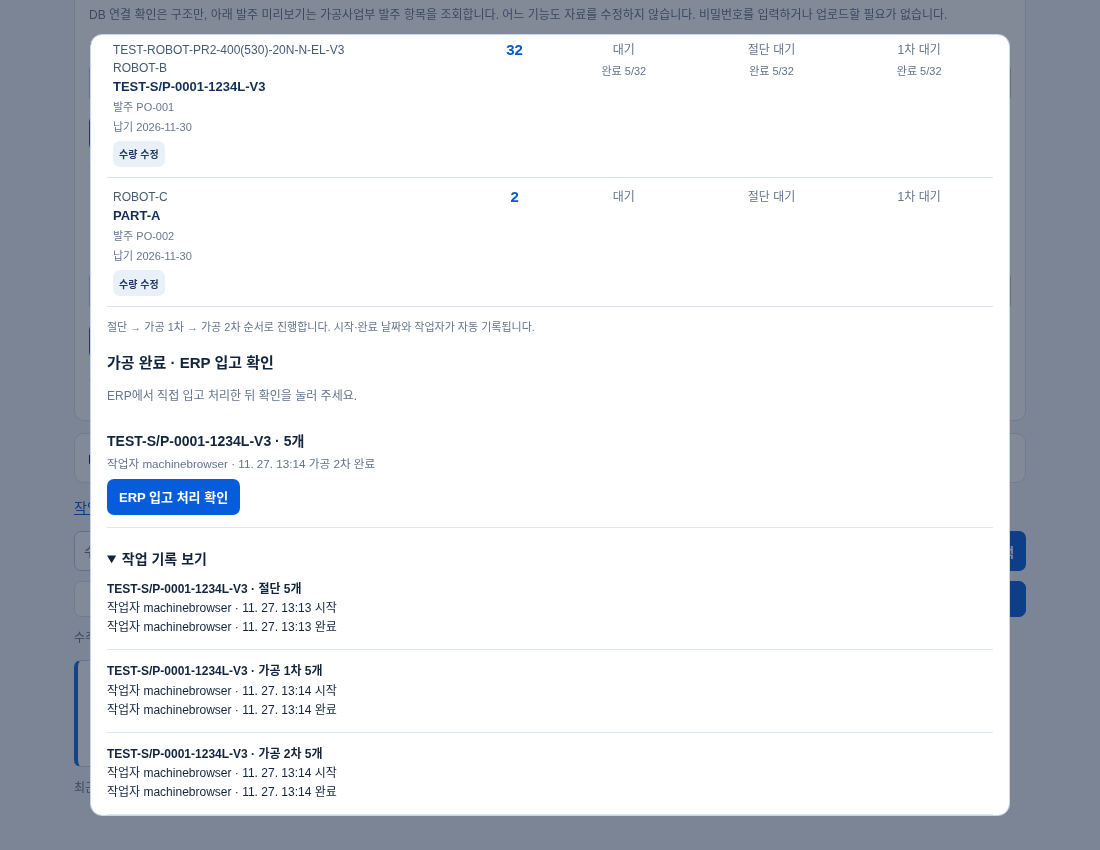 DB 연결 확인은 구조만, 아래 발주 미리보기는 가공사업부 발주 항목을 조회합니다. 어느 기능도 자료를 수정하지 않습니다. 비밀번호를 입력하거나 업로드할 필요가 없습니다.
TEST-ROBOT-PR2-400(530)-20N-N-EL-V3 32 대기 절단 대기 1차 대기
ROBOT-B 완료 5/32 완료 5/32 완료 5/32
TEST-S/P-0001-1234L-V3
발주 PO-001
납기 2026-11-30
수량 수정
ROBOT-C 2 대기 절단 대기 1차 대기
PART-A
발주 PO-002
납기 2026-11-30
수량 수정
절단 → 가공 1차 → 가공 2차 순서로 진행합니다. 시작·완료 날짜와 작업자가 자동 기록됩니다.
가공 완료 · ERP 입고 확인
ERP에서 직접 입고 처리한 뒤 확인을 눌러 주세요.
TEST-S/P-0001-1234L-V3 · 5개
작업자 machinebrowser · 11. 27. 13:14 가공 2차 완료
ERP 입고 처리 확인
▼ 작업 기록 보기
TEST-S/P-0001-1234L-V3 · 절단 5개
작업자 machinebrowser · 11. 27. 13:13 시작
작업자 machinebrowser · 11. 27. 13:13 완료
TEST-S/P-0001-1234L-V3 · 가공 1차 5개
작업자 machinebrowser · 11. 27. 13:14 시작
작업자 machinebrowser · 11. 27. 13:14 완료
TEST-S/P-0001-1234L-V3 · 가공 2차 5개
작업자 machinebrowser · 11. 27. 13:14 시작
작업자 machinebrowser · 11. 27. 13:14 완료